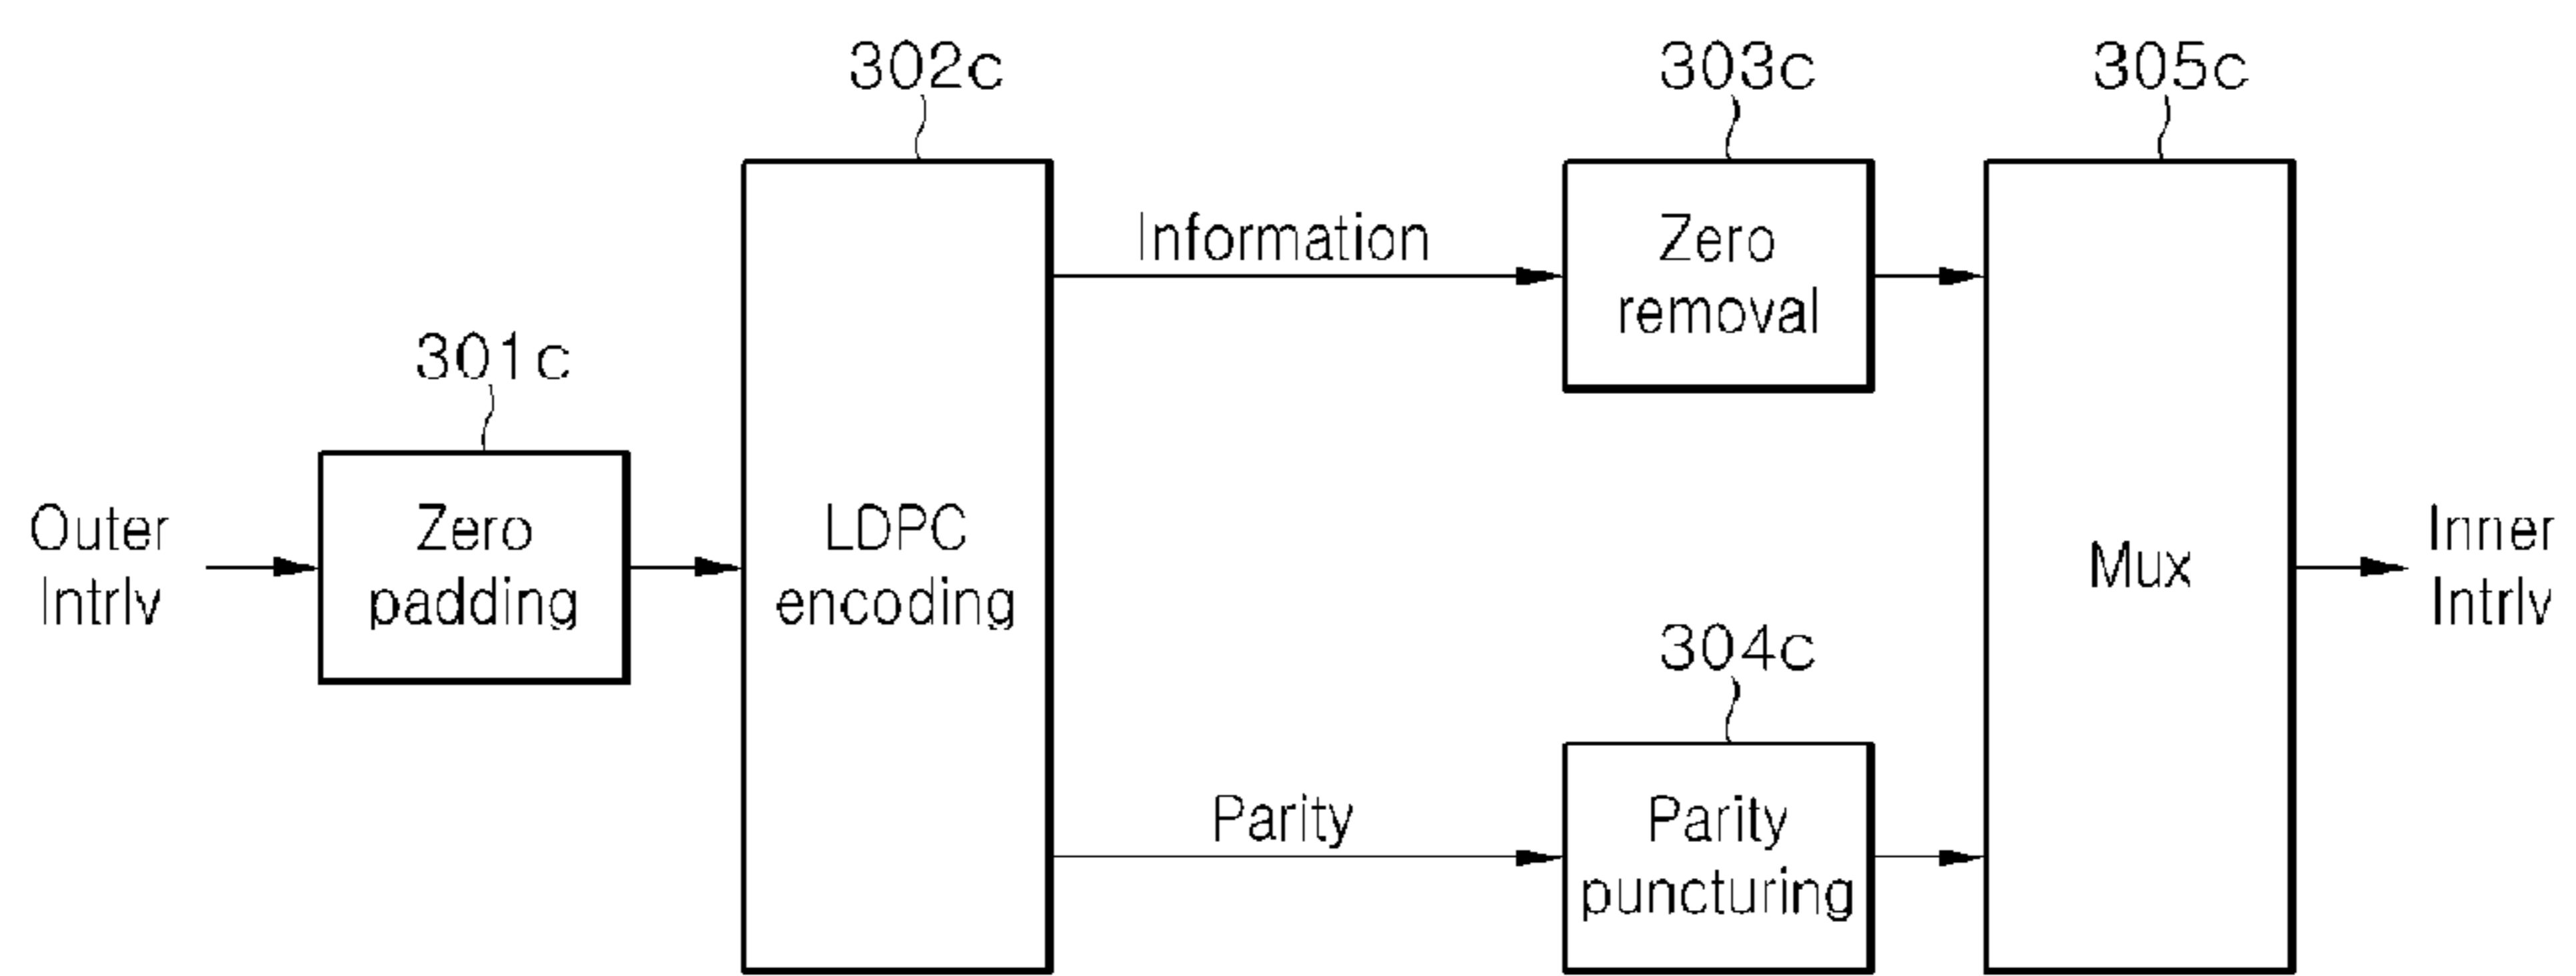 302c
303c
305c
Information
Zero
removal
301c
Outer
Intrlv
Zero
padding
LDPC
encoding
Mux
Inner
Intrlv
304c
Parity
Parity
puncturing